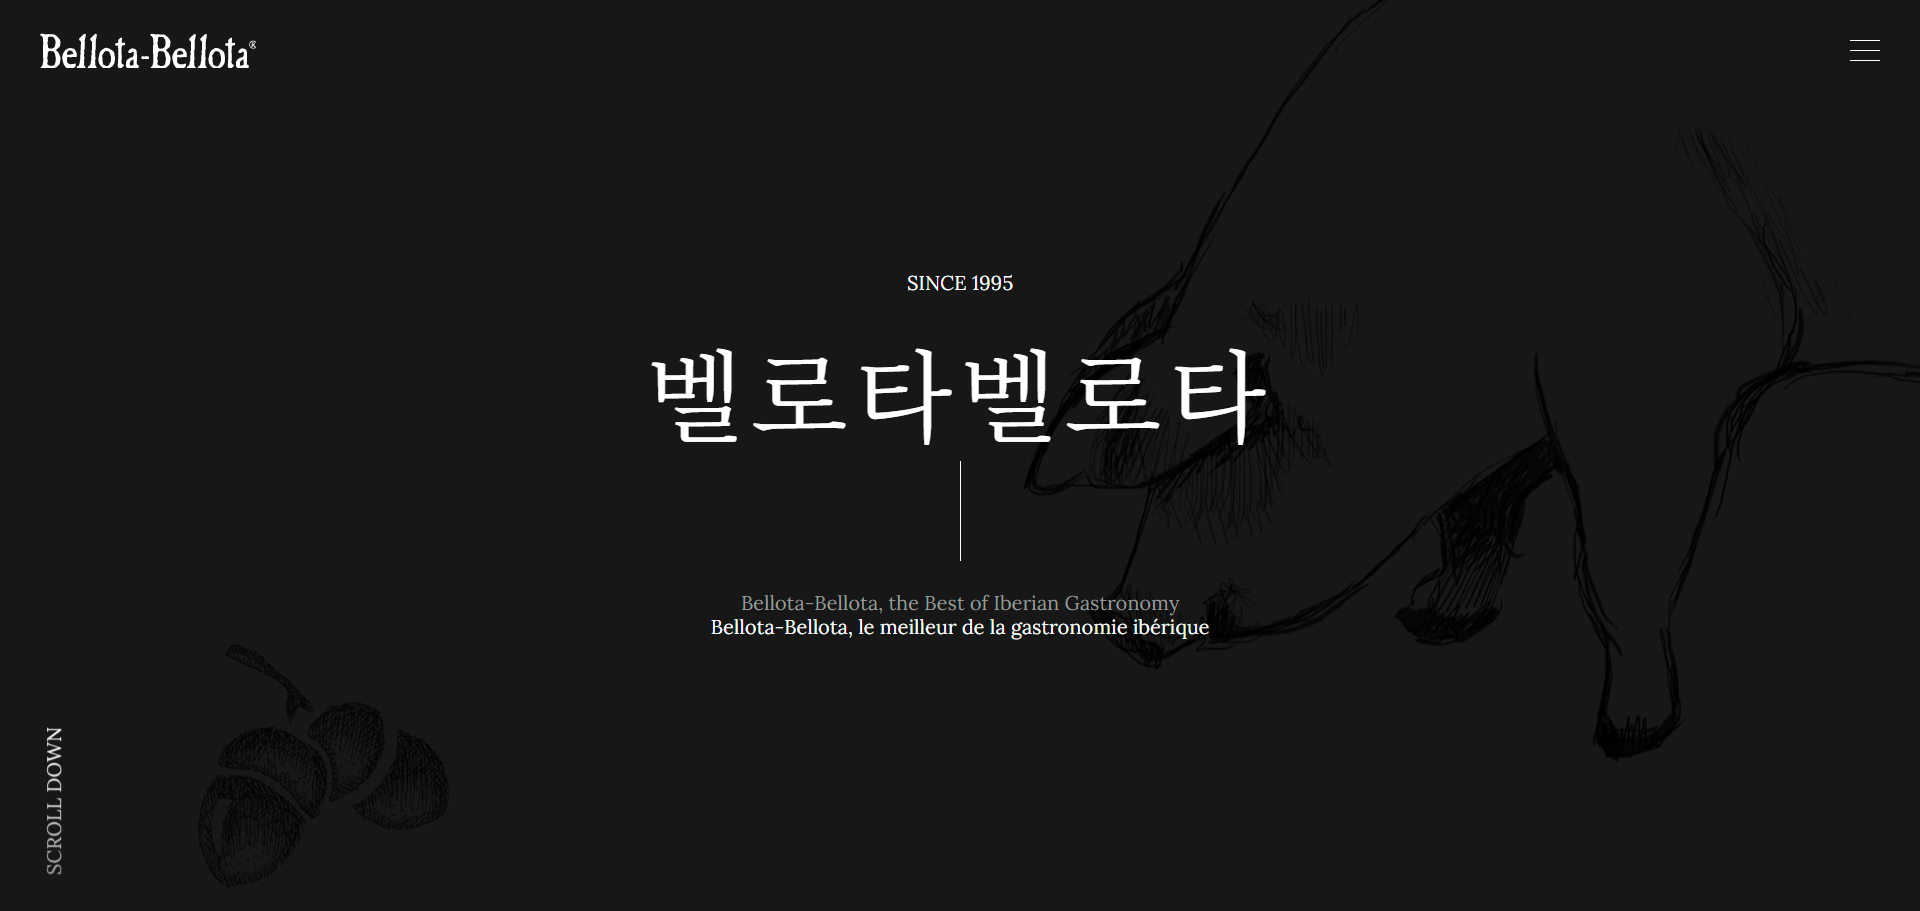 Bellota-Bellota®
SINCE 1995
벨로타벨로타
Bellota-Bellota, the Best of Iberian Gastronomy
Bellota-Bellota, le meilleur de la gastronomie ibérique
SCROLL DOWN